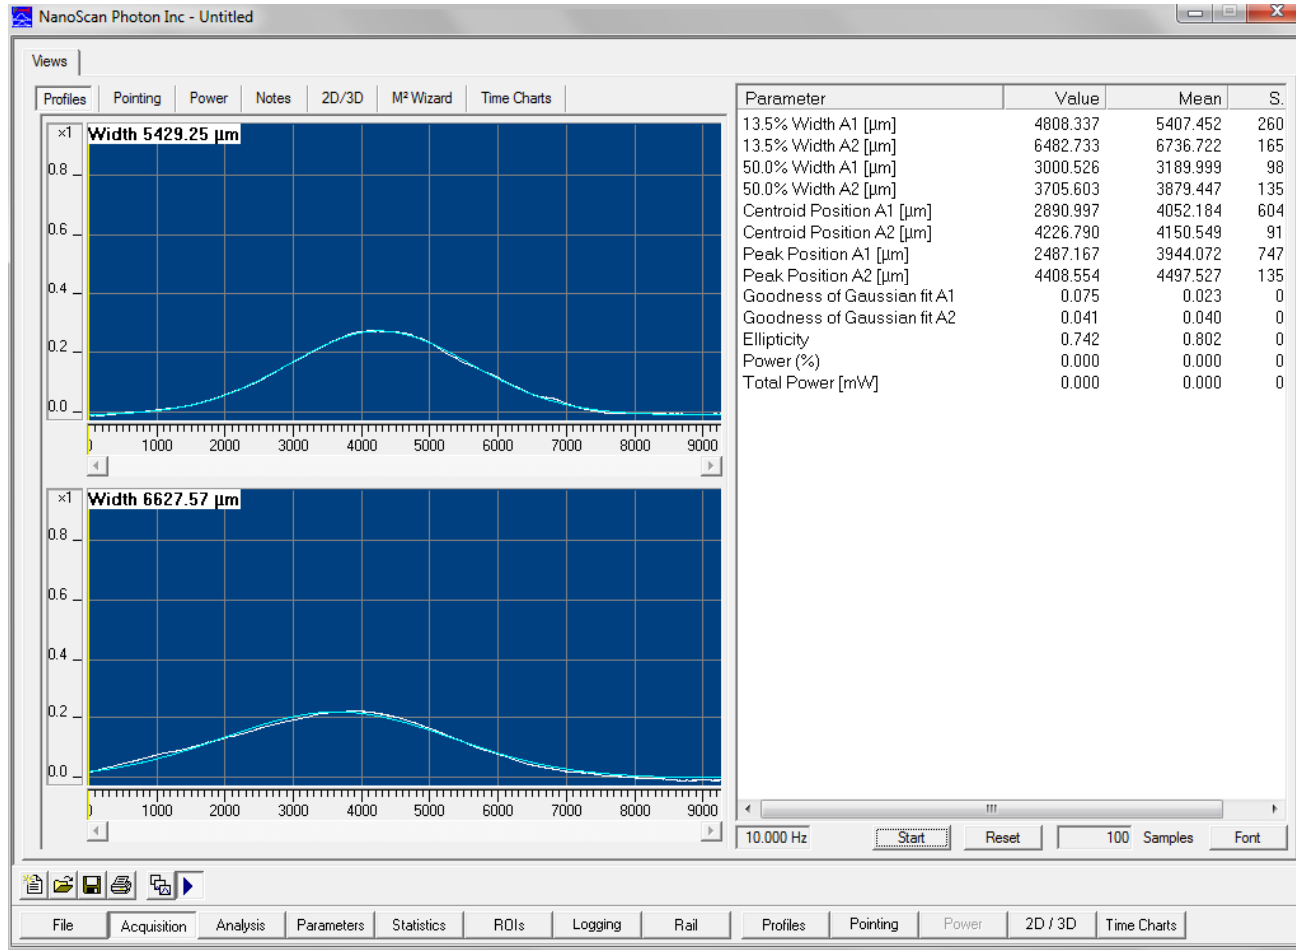 NanoScan Photon Inc - Untitled
Views
Profiles Pointing Power Notes 2D/3D M² Wizard Time Charts
x1 Width 5429.25 µm
0.8
0.6
0.4
0.2
0.0
1000 2000 3000 4000 5000 6000 7000 8000 9000
x1 Width 6627.57 µm
0.8
0.6
0.4
0.2
0.0
1000 2000 3000 4000 5000 6000 7000 8000 9000
Parameter Value Mean S.
13.5% Width A1 [µm] 4808.337 5407.452 260
13.5% Width A2 [µm] 6482.733 6736.722 165
50.0% Width A1 [µm] 3000.526 3189.999 98
50.0% Width A2 [µm] 3705.603 3879.447 135
Centroid Position A1 [µm] 2890.997 4052.184 604
Centroid Position A2 [µm] 4226.790 4150.549 91
Peak Position A1 [µm] 2487.167 3944.072 747
Peak Position A2 [µm] 4408.554 4497.527 135
Goodness of Gaussian fit A1 0.075 0.023 0
Goodness of Gaussian fit A2 0.041 0.040 0
Ellipticity 0.742 0.802 0
Power (%) 0.000 0.000 0
Total Power [mW] 0.000 0.000 0
10.000 Hz Start Reset 100 Samples Font
File Acquisition Analysis Parameters Statistics ROIs Logging Rail Profiles Pointing Power 2D / 3D Time Charts